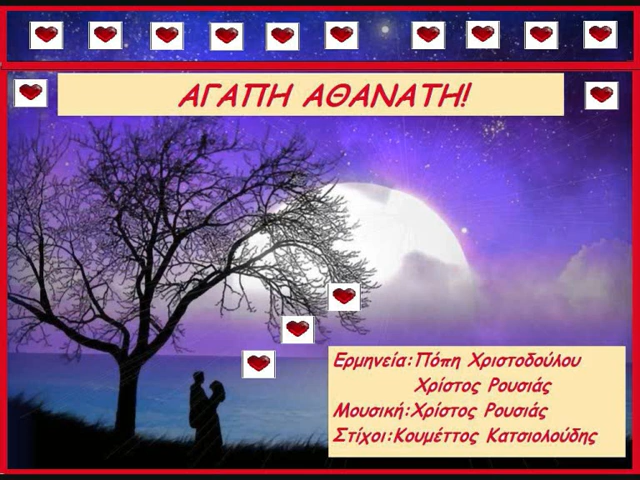 ΑΓΑΠΗ ΑΘΑΝΑΤΗ!
Ερμηνεία:Πόπη Χριστοδούλου
Χρίστος Ρουσιάς
Μουσική:Χρίστος Ρουσιάς
Στίχοι:Κουμέττος Κατσιολούδης